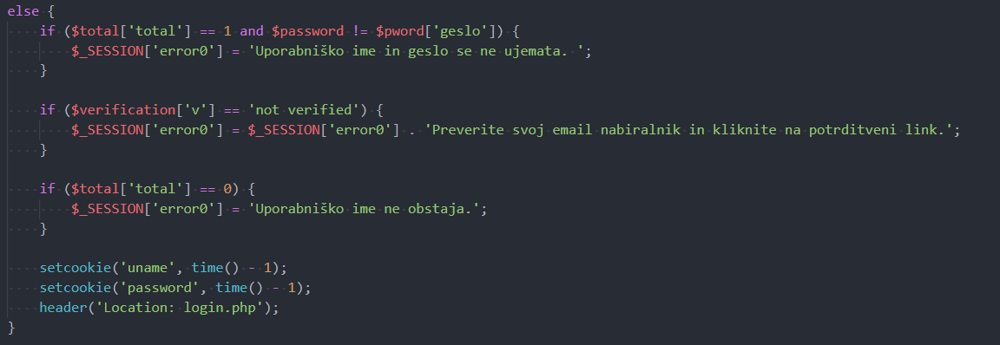 else {
    if ($total['total'] == 1 and $password != $pword['geslo']) {
        $_SESSION['error0'] = 'Uporabniško ime in geslo se ne ujemata. ';
    }

    if ($verification['v'] == 'not verified') {
        $_SESSION['error0'] = $_SESSION['error0'] . 'Preverite svoj email nabiralnik in kliknite na potrditveni link.';
    }

    if ($total['total'] == 0) {
        $_SESSION['error0'] = 'Uporabniško ime ne obstaja.';
    }

    setcookie('uname', time() - 1);
    setcookie('password', time() - 1);
    header('Location: login.php');
}